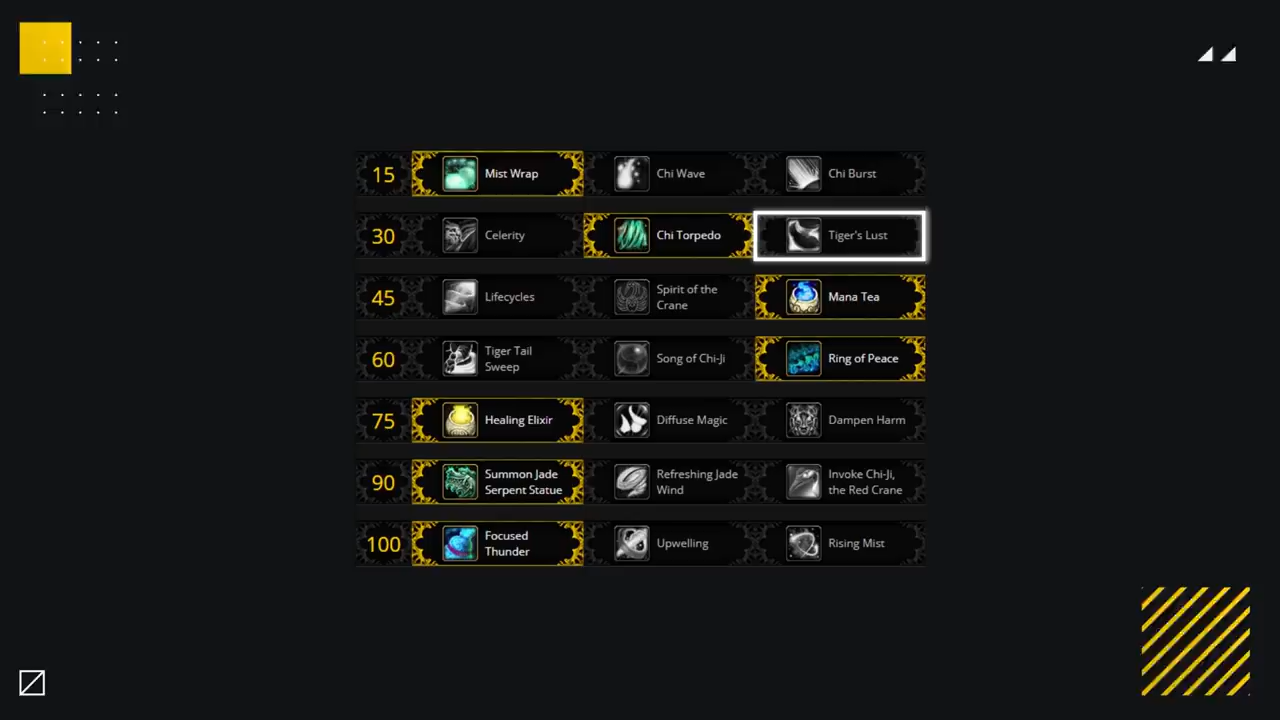 15 Mist Wrap Chi Wave Chi Burst
30 Celerity Chi Torpedo Tiger's Lust
45 Lifecycles Spirit of the Crane Mana Tea
60 Tiger Tail Sweep Song of Chi-Ji Ring of Peace
75 Healing Elixir Diffuse Magic Dampen Harm
90 Summon Jade Serpent Statue Refreshing Jade Wind Invoke Chi-Ji, the Red Crane
100 Focused Thunder Upwelling Rising Mist